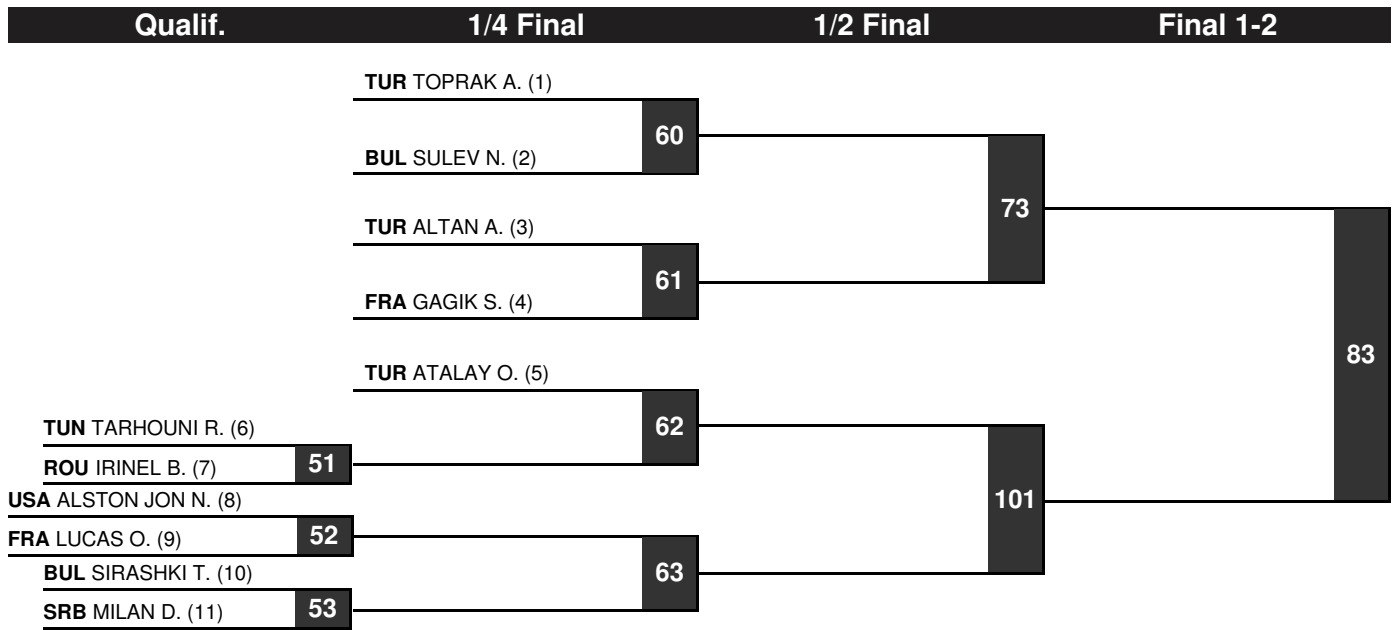 Qualif. 1/4 Final 1/2 Final Final 1-2
TUR TOPRAK A. (1)
60
BUL SULEV N. (2)
73
TUR ALTAN A. (3)
61
FRA GAGIK S. (4)
83
TUR ATALAY O. (5)
62
TUN TARHOUNI R. (6)
51
ROU IRINEL B. (7)
101
USA ALSTON JON N. (8)
52
FRA LUCAS O. (9)
63
BUL SIRASHKI T. (10)
53
SRB MILAN D. (11)